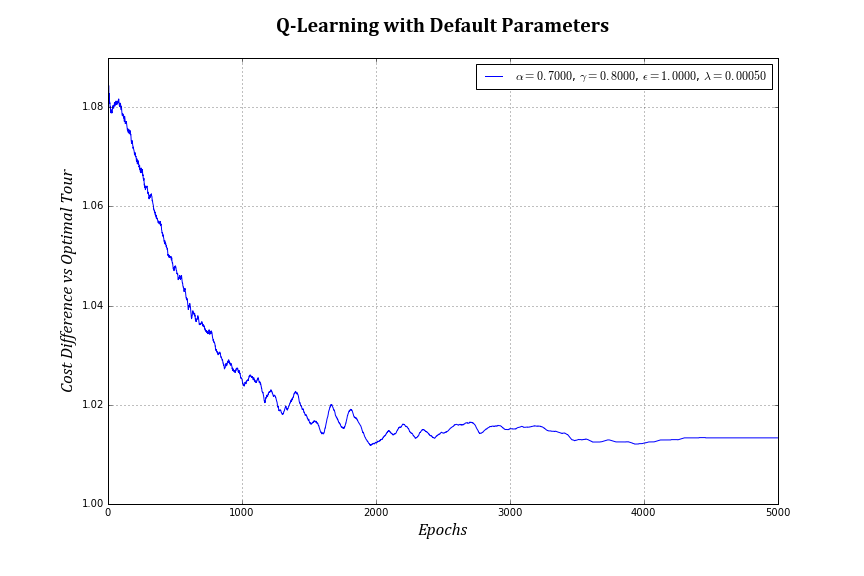 Q-Learning with Default Parameters
α = 0.7000, γ = 0.8000, ϵ = 1.0000, λ = 0.00050
Cost Difference vs Optimal Tour
1.08
1.06
1.04
1.02
1.00
0 1000 2000 3000 4000 5000
Epochs